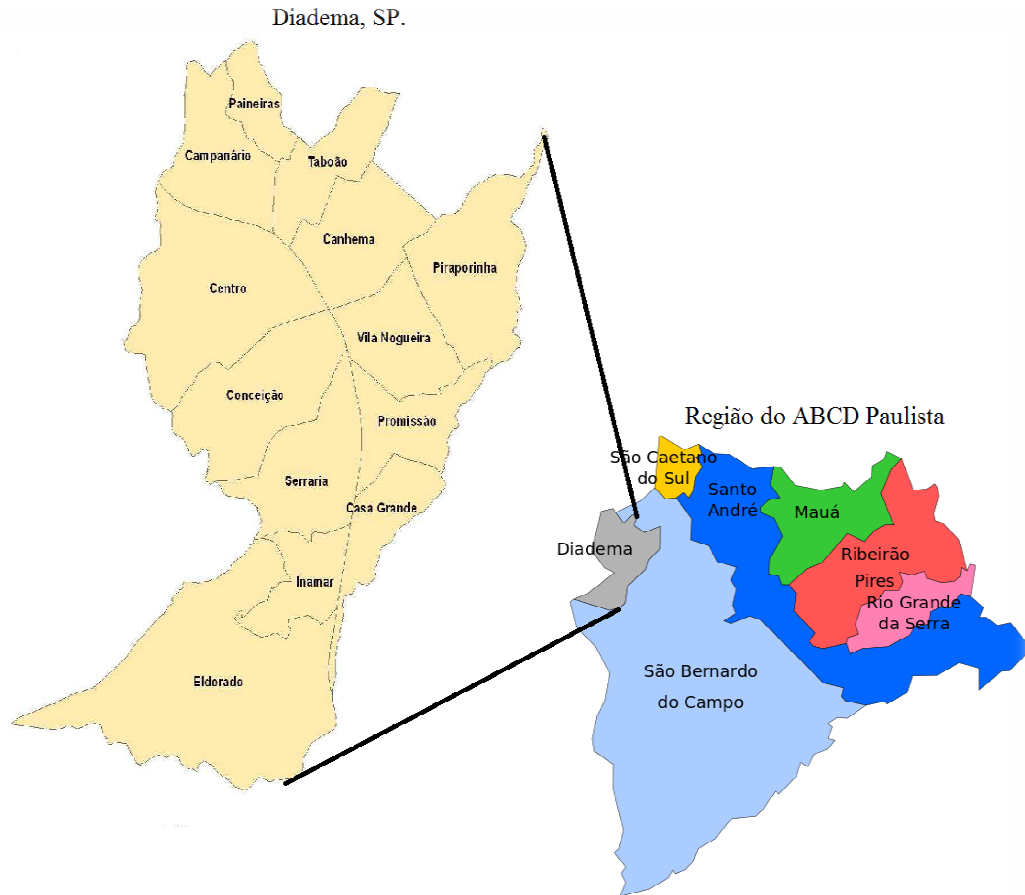 Diadema, SP.
Paineiras
Campanário
Taboão
Canhema
Piraporinha
Centro
Vila Nogueira
Conceição
Promissão
Serraria
Casa Grande
Inamar
Eldorado
Região do ABCD Paulista
São Caetano
do Sul
Santo
André
Mauá
Diadema
Ribeirão
Pires
Rio Grande
da Serra
São Bernardo
do Campo